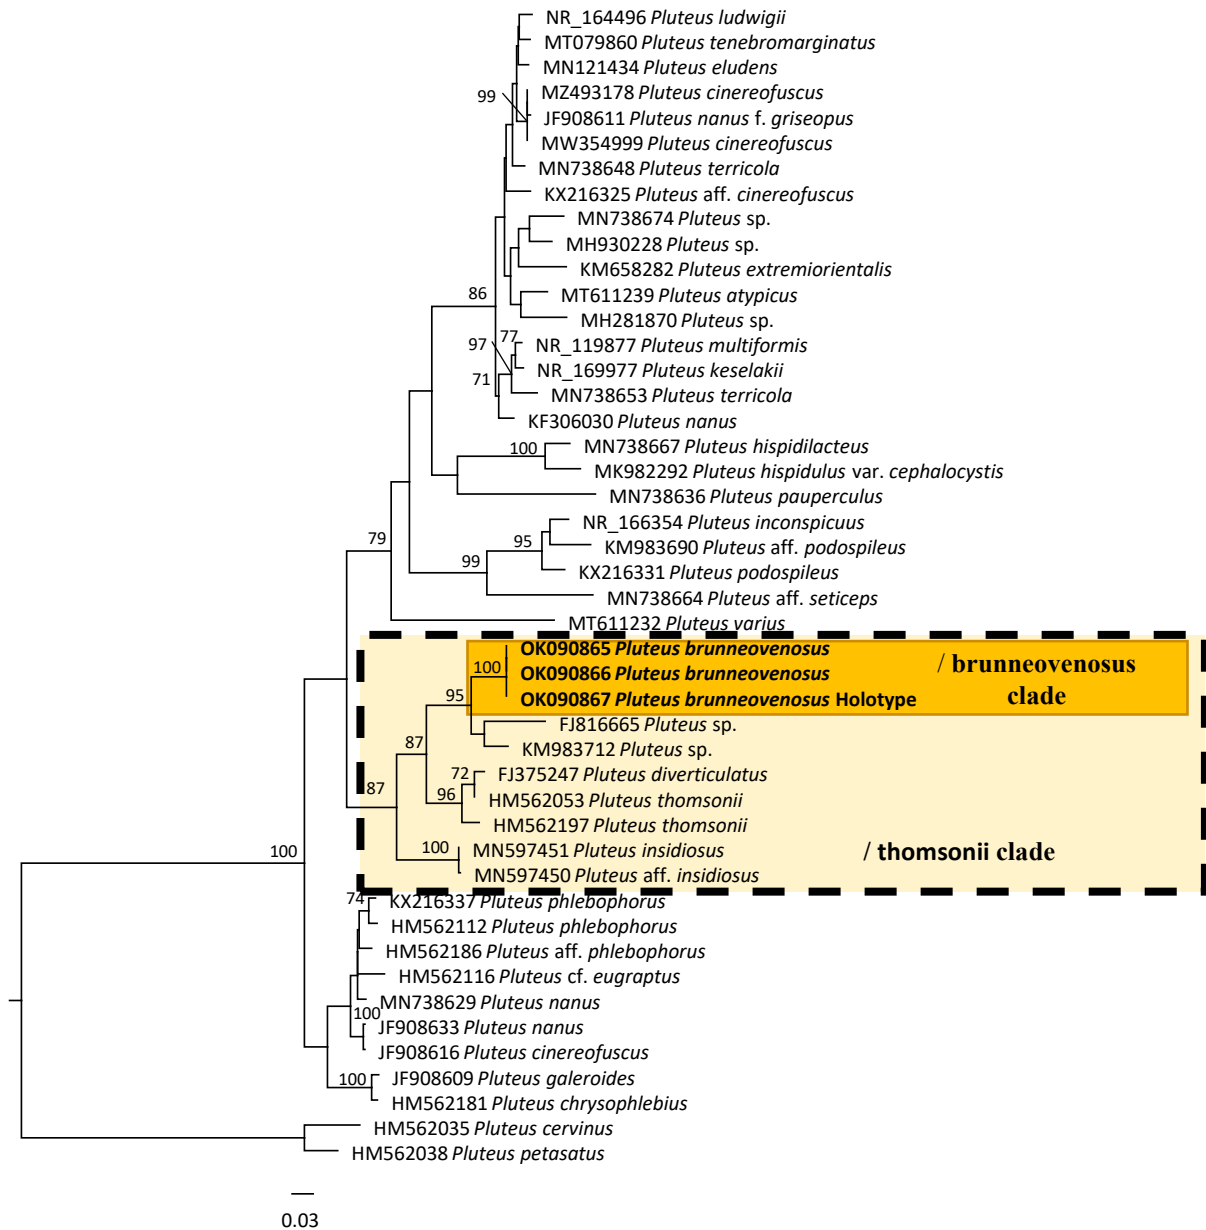 NR_164496 Pluteus ludwigii
MT079860 Pluteus tenebromarginatus
MN121434 Pluteus eludens
99
MZ493178 Pluteus cinereofuscus
JF908611 Pluteus nanus f. griseopus
MW354999 Pluteus cinereofuscus
MN738648 Pluteus terricola
KX216325 Pluteus aff. cinereofuscus
MN738674 Pluteus sp.
MH930228 Pluteus sp.
KM658282 Pluteus extremiorientalis
86
MT611239 Pluteus atypicus
MH281870 Pluteus sp.
97
77
NR_119877 Pluteus multiformis
NR_169977 Pluteus keselakii
71
MN738653 Pluteus terricola
KF306030 Pluteus nanus
100
MN738667 Pluteus hispidilacteus
MK982292 Pluteus hispidulus var. cephalocystis
MN738636 Pluteus pauperculus
NR_166354 Pluteus inconspicuus
79
95
KM983690 Pluteus aff. podospileus
99
KX216331 Pluteus podospileus
MN738664 Pluteus aff. seticeps
MT611232 Pluteus varius
OK090865 Pluteus brunneovenosus
100
OK090866 Pluteus brunneovenosus
/ brunneovenosus
clade
95
OK090867 Pluteus brunneovenosus Holotype
FJ816665 Pluteus sp.
87
KM983712 Pluteus sp.
72
FJ375247 Pluteus diverticulatus
87
96
HM562053 Pluteus thomsonii
HM562197 Pluteus thomsonii
100
MN597451 Pluteus insidiosus
/ thomsonii clade
MN597450 Pluteus aff. insidiosus
100
74
KX216337 Pluteus phlebophorus
HM562112 Pluteus phlebophorus
HM562186 Pluteus aff. phlebophorus
HM562116 Pluteus cf. eugraptus
MN738629 Pluteus nanus
100
JF908633 Pluteus nanus
JF908616 Pluteus cinereofuscus
100
JF908609 Pluteus galeroides
HM562181 Pluteus chrysophlebius
HM562035 Pluteus cervinus
HM562038 Pluteus petasatus
0.03